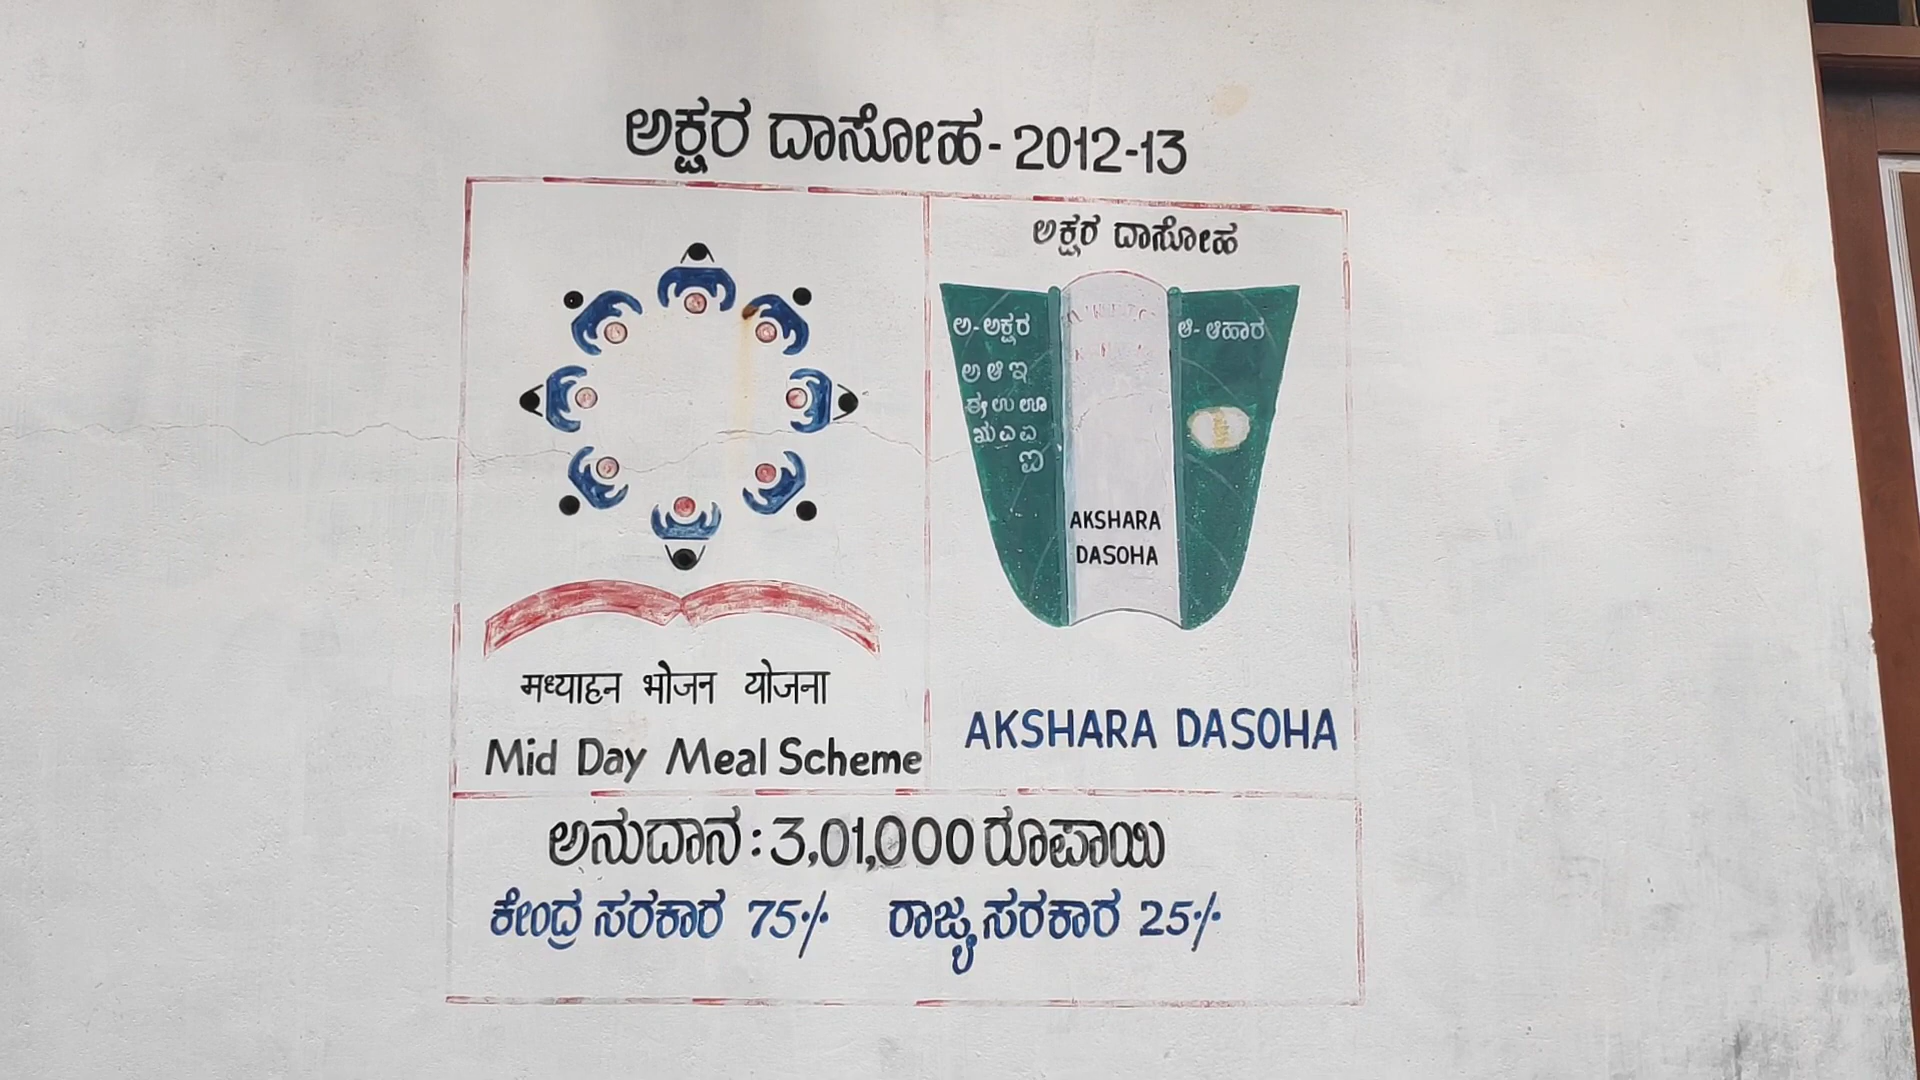 ಅಕ್ಷರ ದಾಸೋಹ - 2012-13
ಅಕ್ಷರ ದಾಸೋಹ
ಅ - ಅಕ್ಷರ
ಅ ಆ ಇ
ಈ ಉ ಊ
ಋ ಎ ಏ
ಐ
ಆ - ಆಹಾರ
AKSHARA
DASOHA
मध्याहन भोजन योजना
Mid Day Meal Scheme
AKSHARA DASOHA
ಅನುದಾನ : 3,01,000 ರೂಪಾಯಿ
ಕೇಂದ್ರ ಸರಕಾರ 75% ರಾಜ್ಯ ಸರಕಾರ 25%